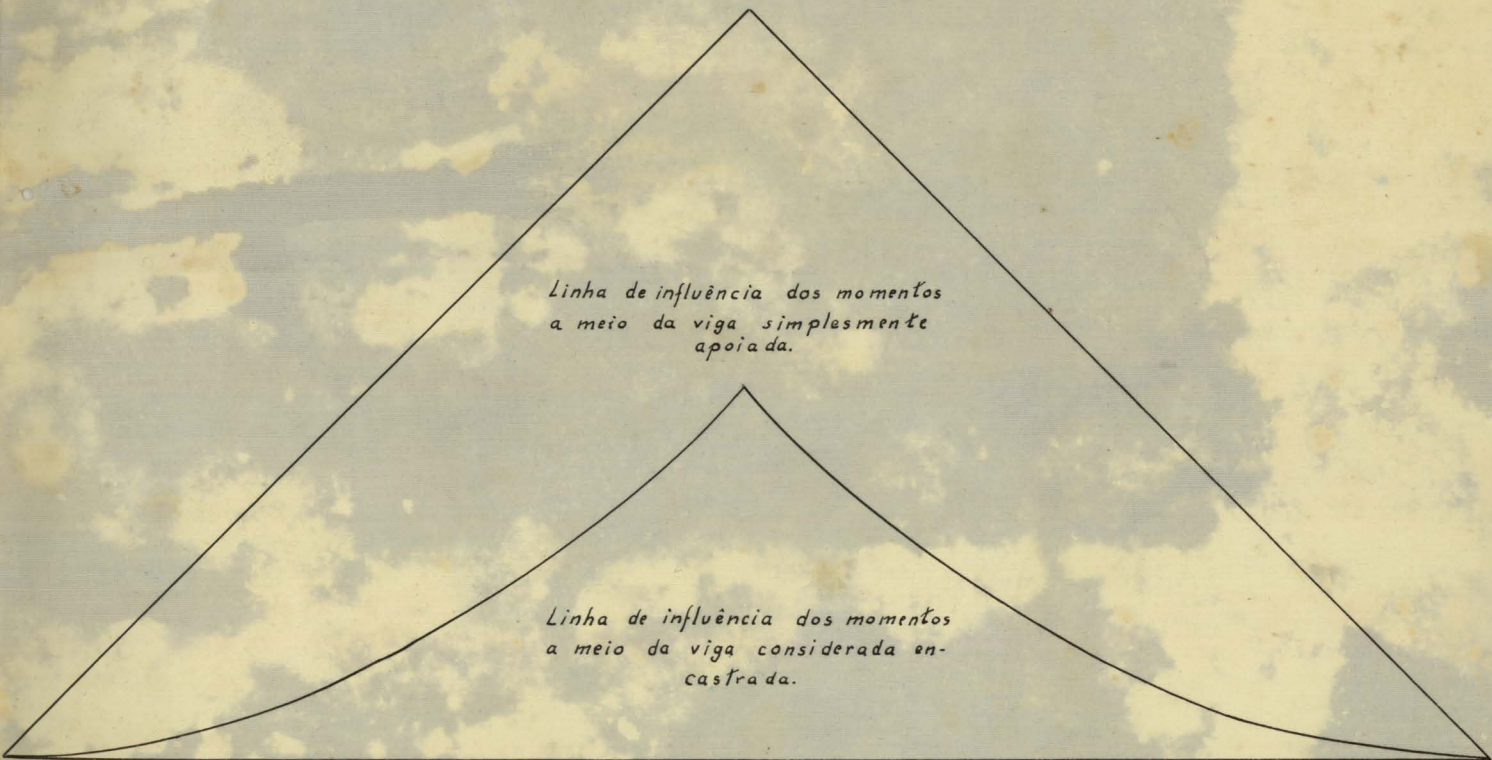 Linha de influência dos momentos
a meio da viga simplesmente
apoiada.
Linha de influência dos momentos
a meio da viga considerada en-
castrada.